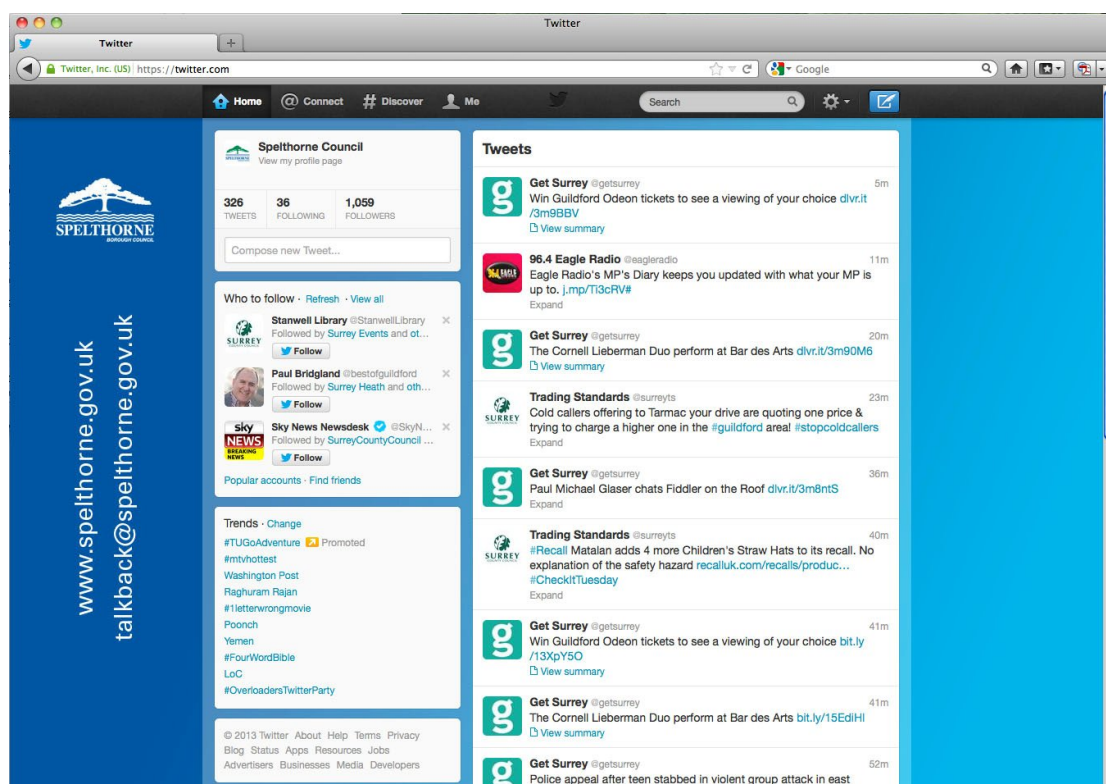 Twitter
Twitter
Twitter, Inc. (US) https://twitter.com
Google
Home
Connect
Discover
Me
Search
SPELTHORNE
BOROUGH COUNCIL
www.spelthorne.gov.uk
talkback@spelthorne.gov.uk
Spelthorne Council
View my profile page
326
TWEETS
36
FOLLOWING
1,059
FOLLOWERS
Compose new Tweet...
Who to follow · Refresh · View all
Stanwell Library @StanwellLibrary
Followed by Surrey Events and ot...
Follow
Paul Bridgland @bestofguildford
Followed by Surrey Heath and oth...
Follow
Sky News Newsdesk @SkyN...
Followed by SurreyCountyCouncil ...
Follow
SURREY
sky
NEWS
BREAKING
NEWS
Popular accounts · Find friends
Trends · Change
#TUGoAdventure Promoted
#mtvhottest
Washington Post
Raghuram Rajan
#1letterwrongmovie
Poonch
Yemen
#FourWordBible
LoC
#OverloadersTwitterParty
© 2013 Twitter About Help Terms Privacy
Blog Status Apps Resources Jobs
Advertisers Businesses Media Developers
Tweets
Get Surrey @getsurrey 5m
Win Guildford Odeon tickets to see a viewing of your choice dlvr.it
/3m9BBV
View summary
96.4 Eagle Radio @eagleradio 11m
Eagle Radio's MP's Diary keeps you updated with what your MP is
up to. j.mp/Ti3cRV#
Expand
Get Surrey @getsurrey 20m
The Cornell Lieberman Duo perform at Bar des Arts dlvr.it/3m90M6
View summary
SURREY
Trading Standards @surreyts 23m
Cold callers offering to Tarmac your drive are quoting one price &
trying to charge a higher one in the #guildford area! #stopcoldcallers
Expand
Get Surrey @getsurrey 36m
Paul Michael Glaser chats Fiddler on the Roof dlvr.it/3m8ntS
Expand
SURREY
Trading Standards @surreyts 40m
#Recall Matalan adds 4 more Children's Straw Hats to its recall. No
explanation of the safety hazard recalluk.com/recalls/produc...
#CheckItTuesday
Expand
Get Surrey @getsurrey 41m
Win Guildford Odeon tickets to see a viewing of your choice bit.ly
/13XpY5O
View summary
Get Surrey @getsurrey 41m
The Cornell Lieberman Duo perform at Bar des Arts bit.ly/15EdiHI
View summary
Get Surrey @getsurrey 52m
Police appeal after teen stabbed in violent group attack in east